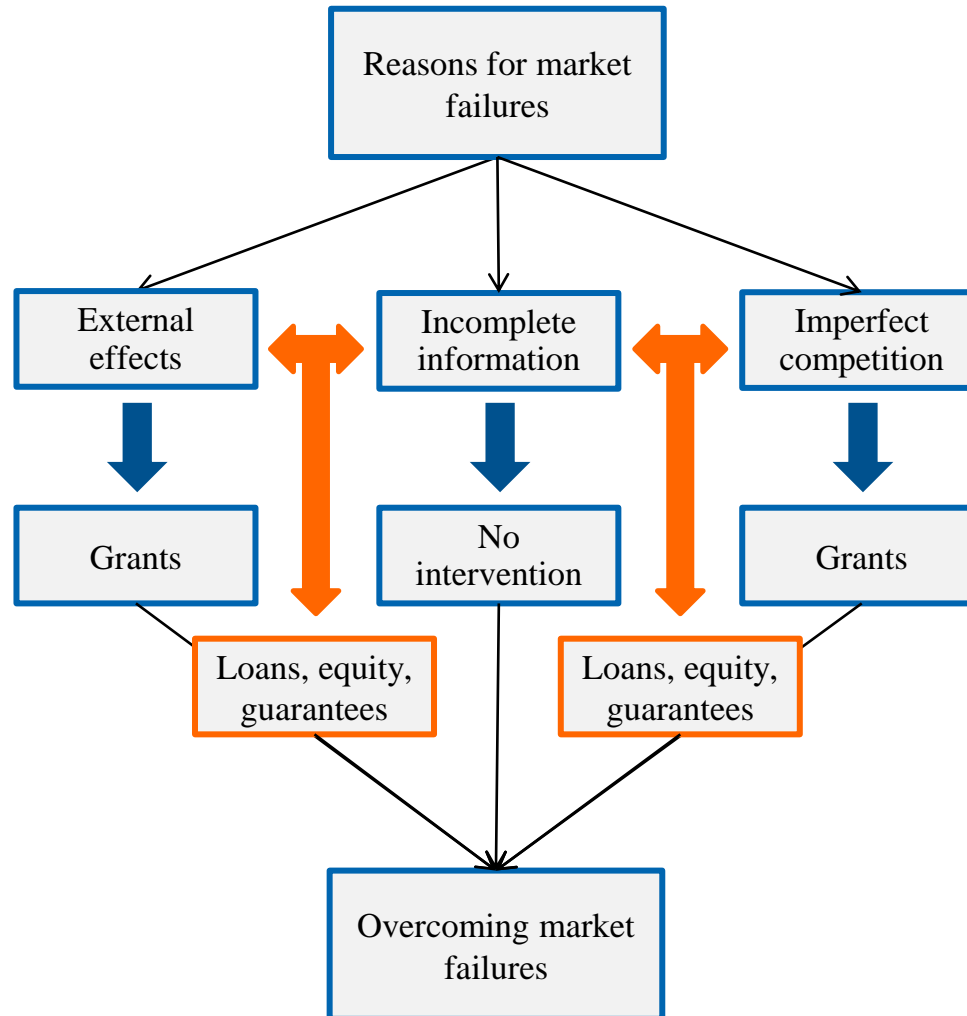 Reasons for market
failures
External
effects
Incomplete
information
Imperfect
competition
Grants
No
intervention
Grants
Loans, equity,
guarantees
Loans, equity,
guarantees
Overcoming market
failures